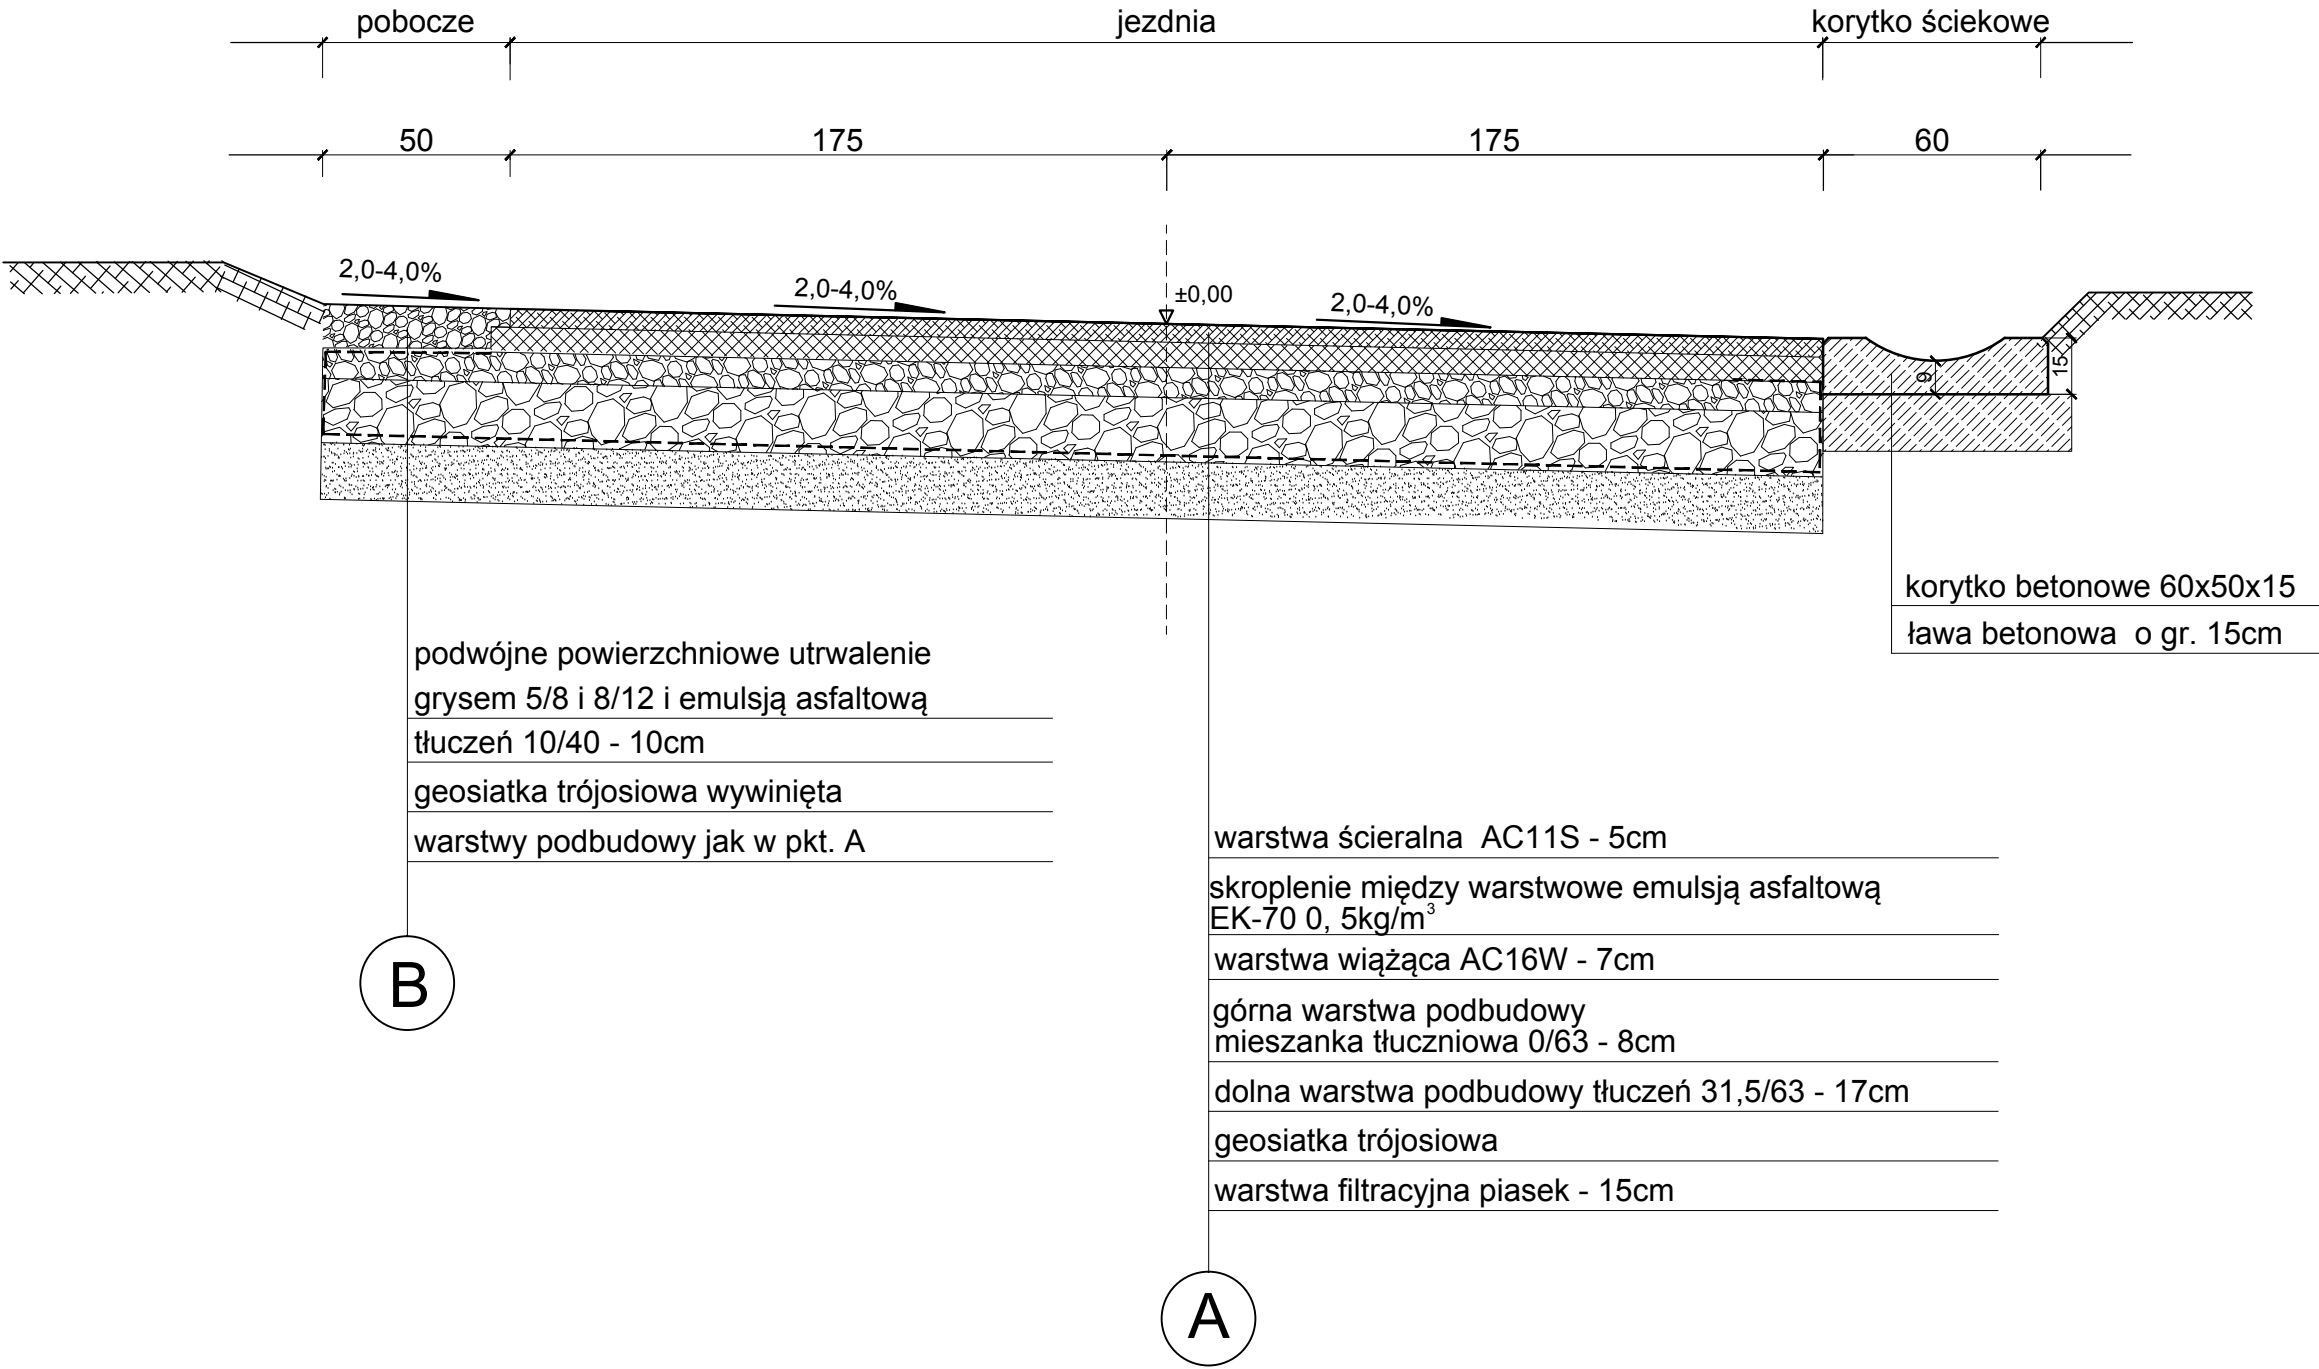 pobocze
jezdnia
korytko ściekowe
50
175
175
60
2,0-4,0%
2,0-4,0%
±0,00
2,0-4,0%
9
15
korytko betonowe 60x50x15
ława betonowa o gr. 15cm
podwójne powierzchniowe utrwalenie
grysem 5/8 i 8/12 i emulsją asfaltową
tłuczeń 10/40 - 10cm
geosiatka trójosiowa wywinięta
warstwy podbudowy jak w pkt. A
B
warstwa ścieralna AC11S - 5cm
skroplenie między warstwowe emulsją asfaltową
EK-70 0, 5kg/m³
warstwa wiążąca AC16W - 7cm
górna warstwa podbudowy
mieszanka tłuczniowa 0/63 - 8cm
dolna warstwa podbudowy tłuczeń 31,5/63 - 17cm
geosiatka trójosiowa
warstwa filtracyjna piasek - 15cm
A